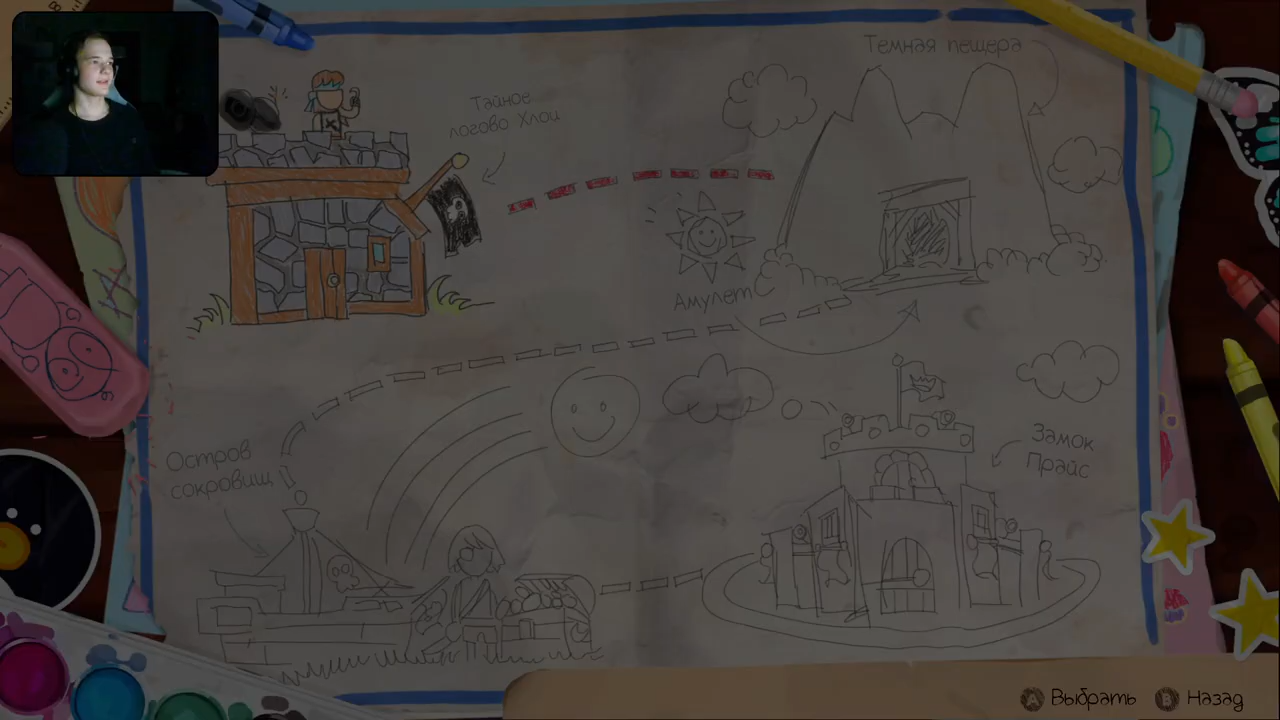 Темная пещера
Тайное
логово Хлои
Амулет
Остров
сокровищ
Замок
Прайс
A Выбрать B Назад